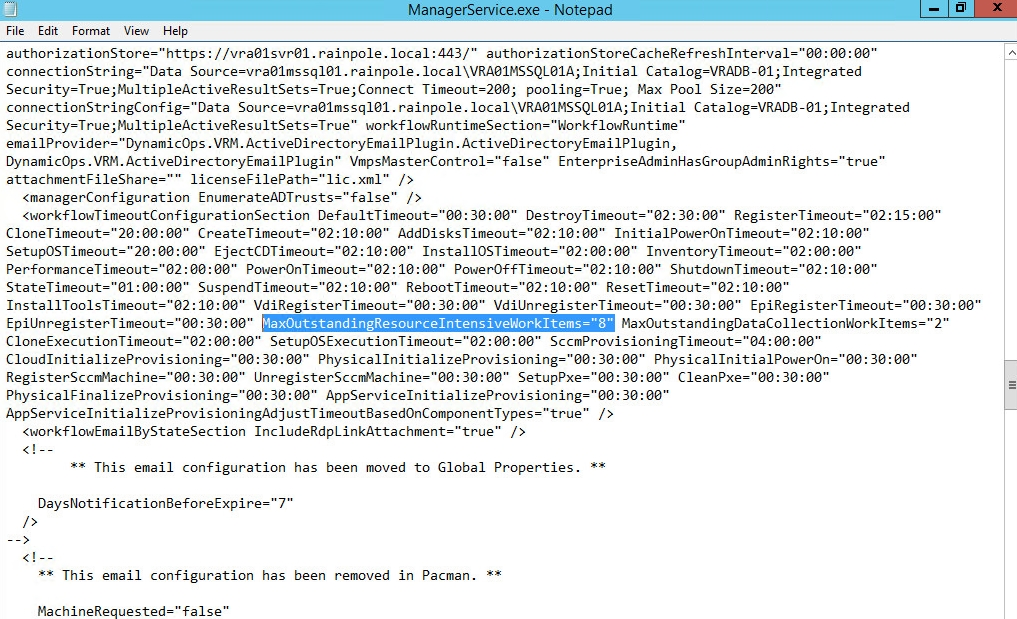 ManagerService.exe - Notepad
File Edit Format View Help
authorizationStore="https://vra01svr01.rainpole.local:443/" authorizationStoreCacheRefreshInterval="00:00:00"
connectionString="Data Source=vra01mssql01.rainpole.local\VRA01MSSQL01A;Initial Catalog=VRADB-01;Integrated
Security=True;MultipleActiveResultSets=True;Connect Timeout=200; pooling=True; Max Pool Size=200"
connectionStringConfig="Data Source=vra01mssql01.rainpole.local\VRA01MSSQL01A;Initial Catalog=VRADB-01;Integrated
Security=True;MultipleActiveResultSets=True" workflowRuntimeSection="WorkflowRuntime"
emailProvider="DynamicOps.VRM.ActiveDirectoryEmailPlugin.ActiveDirectoryEmailPlugin,
DynamicOps.VRM.ActiveDirectoryEmailPlugin" VmpsMasterControl="false" EnterpriseAdminHasGroupAdminRights="true"
attachmentFileShare="" licenseFilePath="lic.xml" />
<managerConfiguration EnumerateADTrusts="false" />
<workflowTimeoutConfigurationSection DefaultTimeout="00:30:00" DestroyTimeout="02:30:00" RegisterTimeout="02:15:00"
CloneTimeout="20:00:00" CreateTimeout="02:10:00" AddDisksTimeout="02:10:00" InitialPowerOnTimeout="02:10:00"
SetupOSTimeout="20:00:00" EjectCDTimeout="02:10:00" InstallOSTimeout="02:00:00" InventoryTimeout="02:00:00"
PerformanceTimeout="02:00:00" PowerOnTimeout="02:10:00" PowerOffTimeout="02:10:00" ShutdownTimeout="02:10:00"
StateTimeout="01:00:00" SuspendTimeout="02:10:00" RebootTimeout="02:10:00" ResetTimeout="02:10:00"
InstallToolsTimeout="02:10:00" VdiRegisterTimeout="00:30:00" VdiUnregisterTimeout="00:30:00" EpiRegisterTimeout="00:30:00"
EpiUnregisterTimeout="00:30:00" MaxOutstandingResourceIntensiveWorkItems="8" MaxOutstandingDataCollectionWorkItems="2"
CloneExecutionTimeout="02:00:00" SetupOSExecutionTimeout="02:00:00" SccmProvisioningTimeout="04:00:00"
CloudInitializeProvisioning="00:30:00" PhysicalInitializeProvisioning="00:30:00" PhysicalInitialPowerOn="00:30:00"
RegisterSccmMachine="00:30:00" UnregisterSccmMachine="00:30:00" SetupPxe="00:30:00" CleanPxe="00:30:00"
PhysicalFinalizeProvisioning="00:30:00" AppServiceInitializeProvisioning="00:30:00"
AppServiceInitializeProvisioningAdjustTimeoutBasedOnComponentTypes="true" />
<workflowEmailByStateSection IncludeRdpLinkAttachment="true" />
<!--
** This email configuration has been moved to Global Properties. **
DaysNotificationBeforeExpire="7"
/>
-->
<!--
** This email configuration has been removed in Pacman. **
MachineRequested="false"